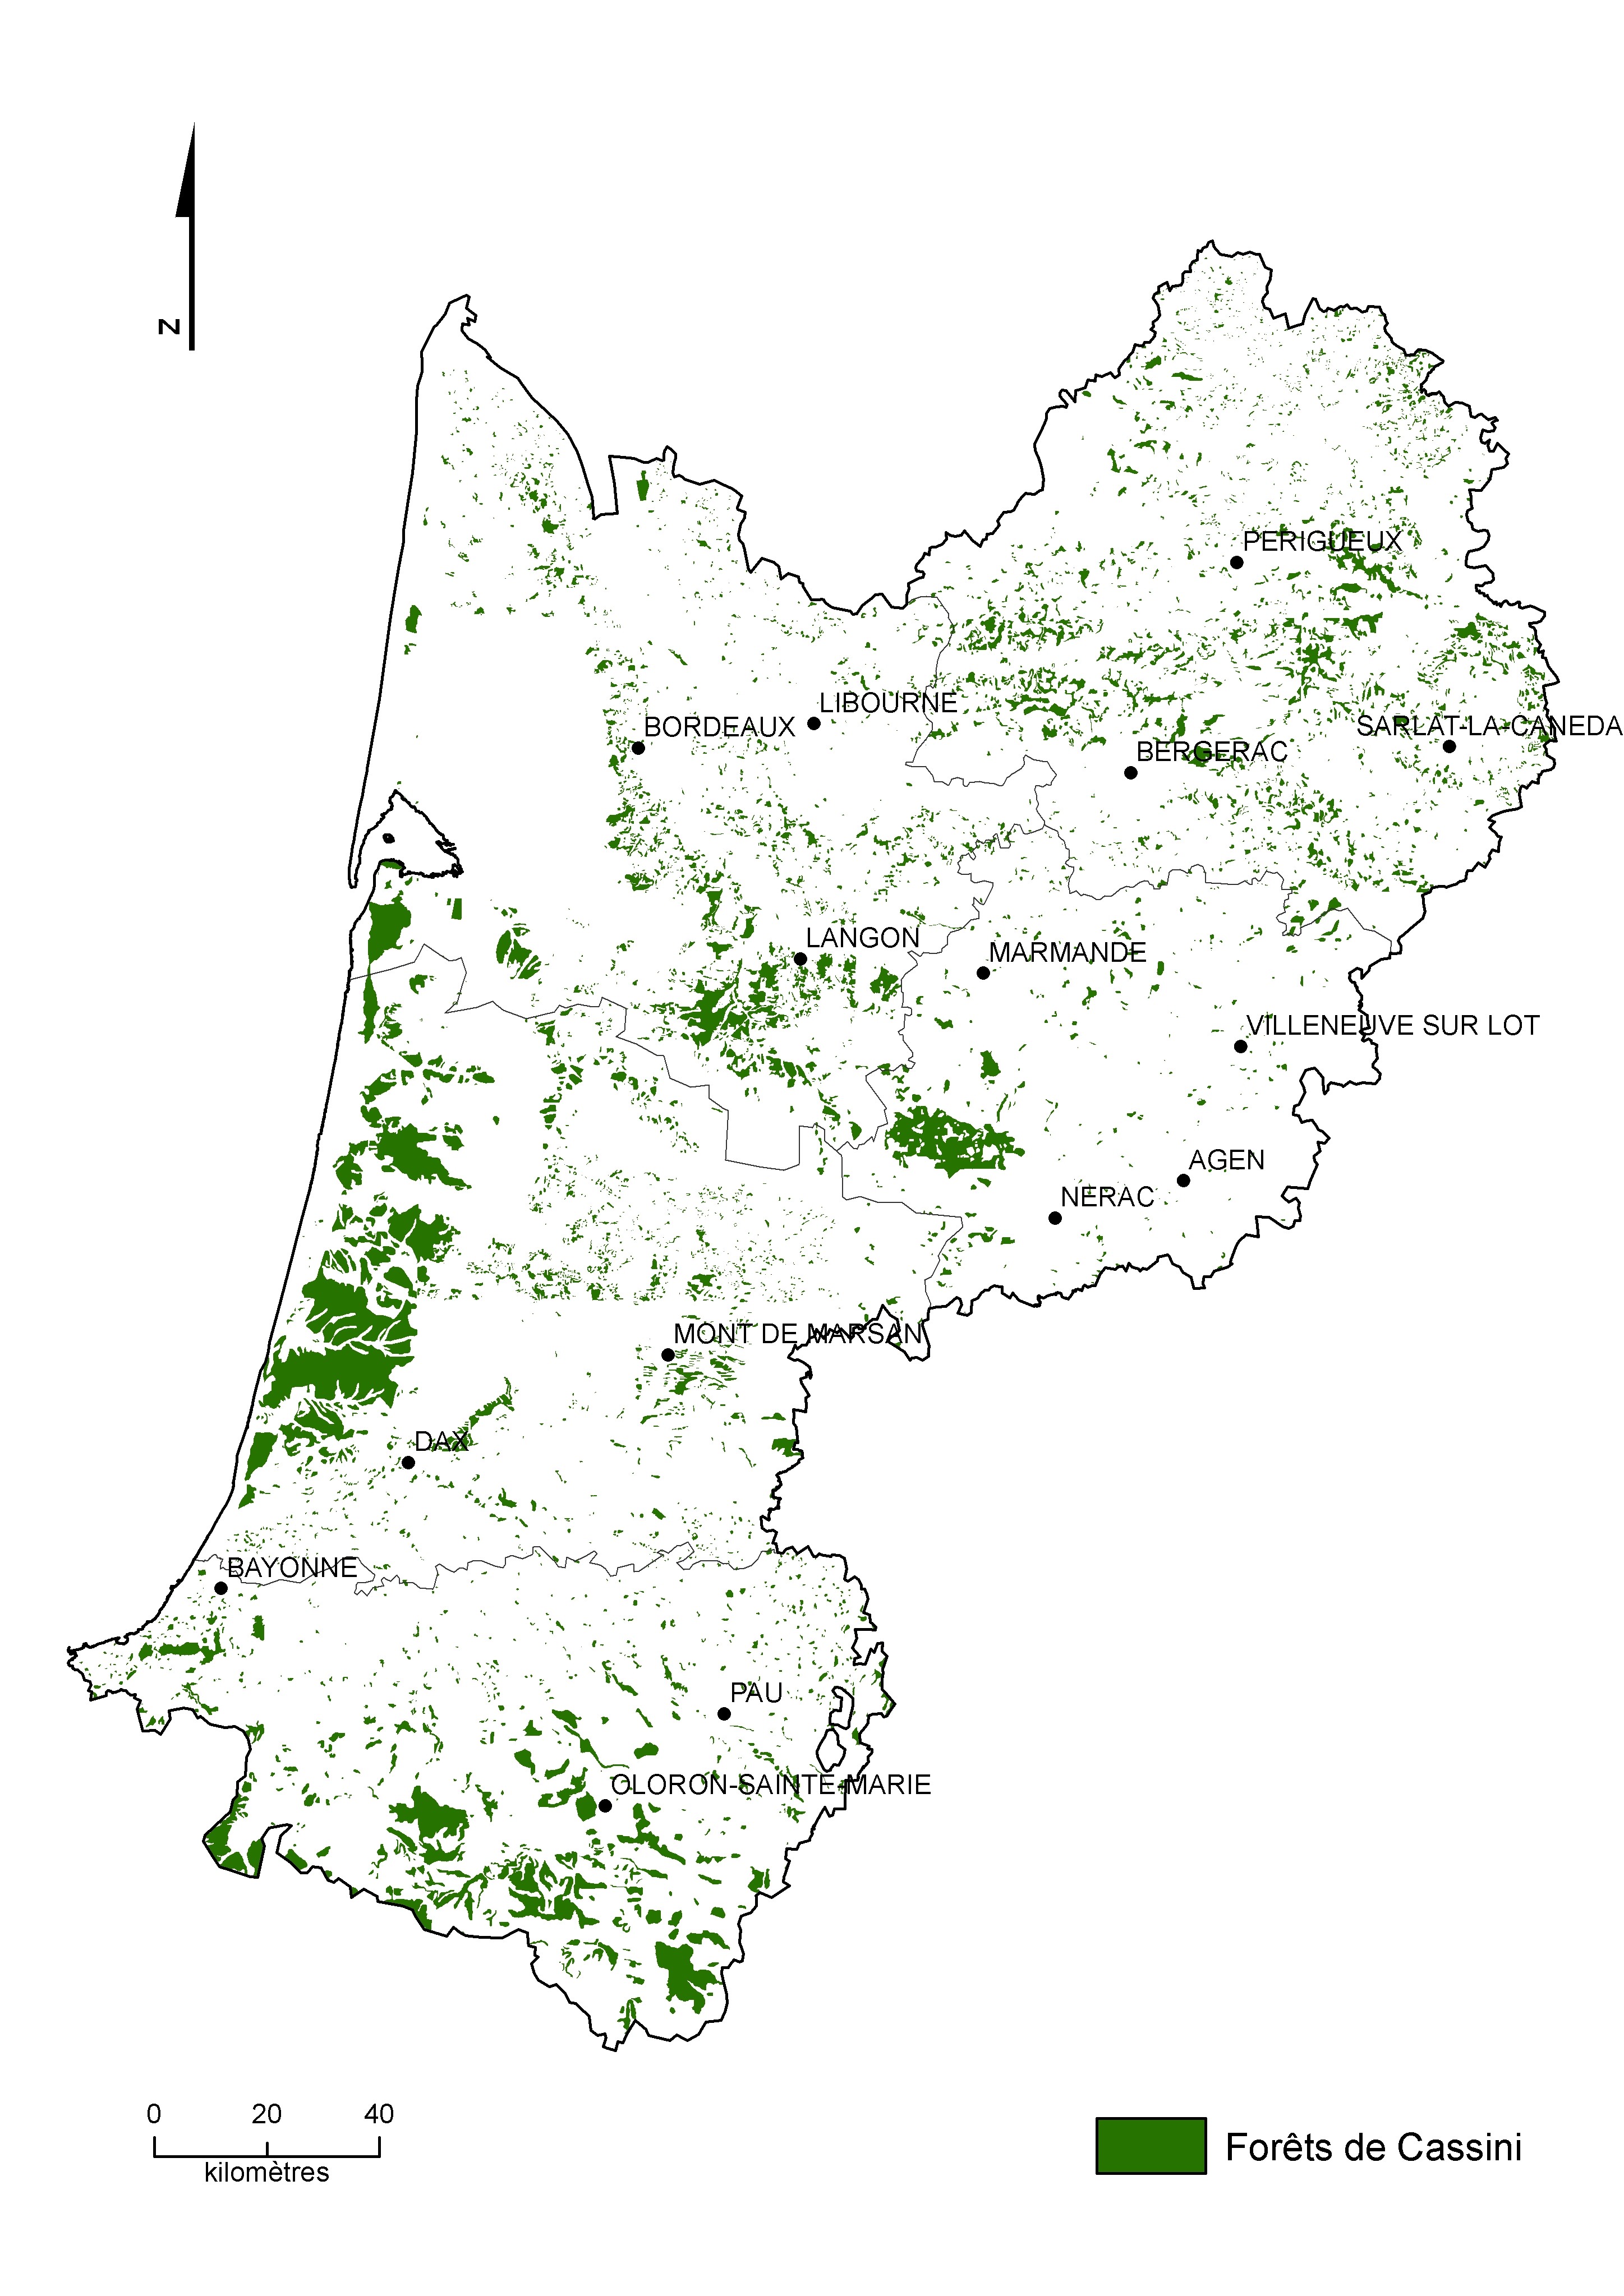 Z
PERIGUEUX
LIBOURNE
BORDEAUX
SARLAT-LA-CANEDA
BERGERAC
LANGON
MARMANDE
VILLENEUVE SUR LOT
AGEN
NERAC
MONT DE MARSAN
DAX
BAYONNE
PAU
OLORON-SAINTE-MARIE
0 20 40
kilomètres
Forêts de Cassini